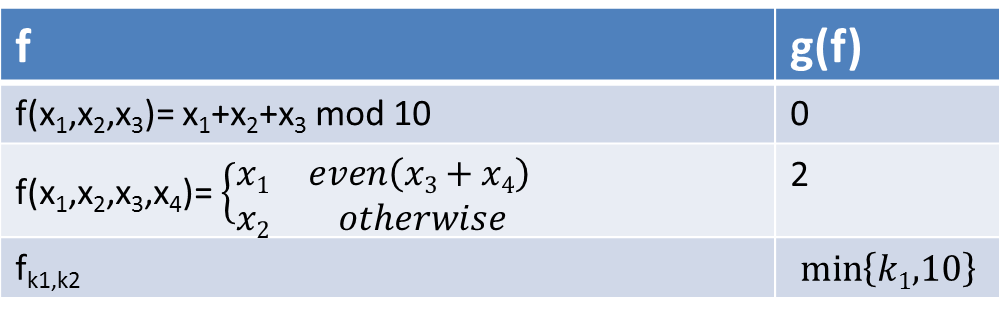 f g(f)
f(x₁,x₂,x₃)= x₁+x₂+x₃ mod 10 0
f(x₁,x₂,x₃,x₄)= { x₁ even(x₃ + x₄) 2
x₂ otherwise
fₖ₁,ₖ₂ min{k₁,10}